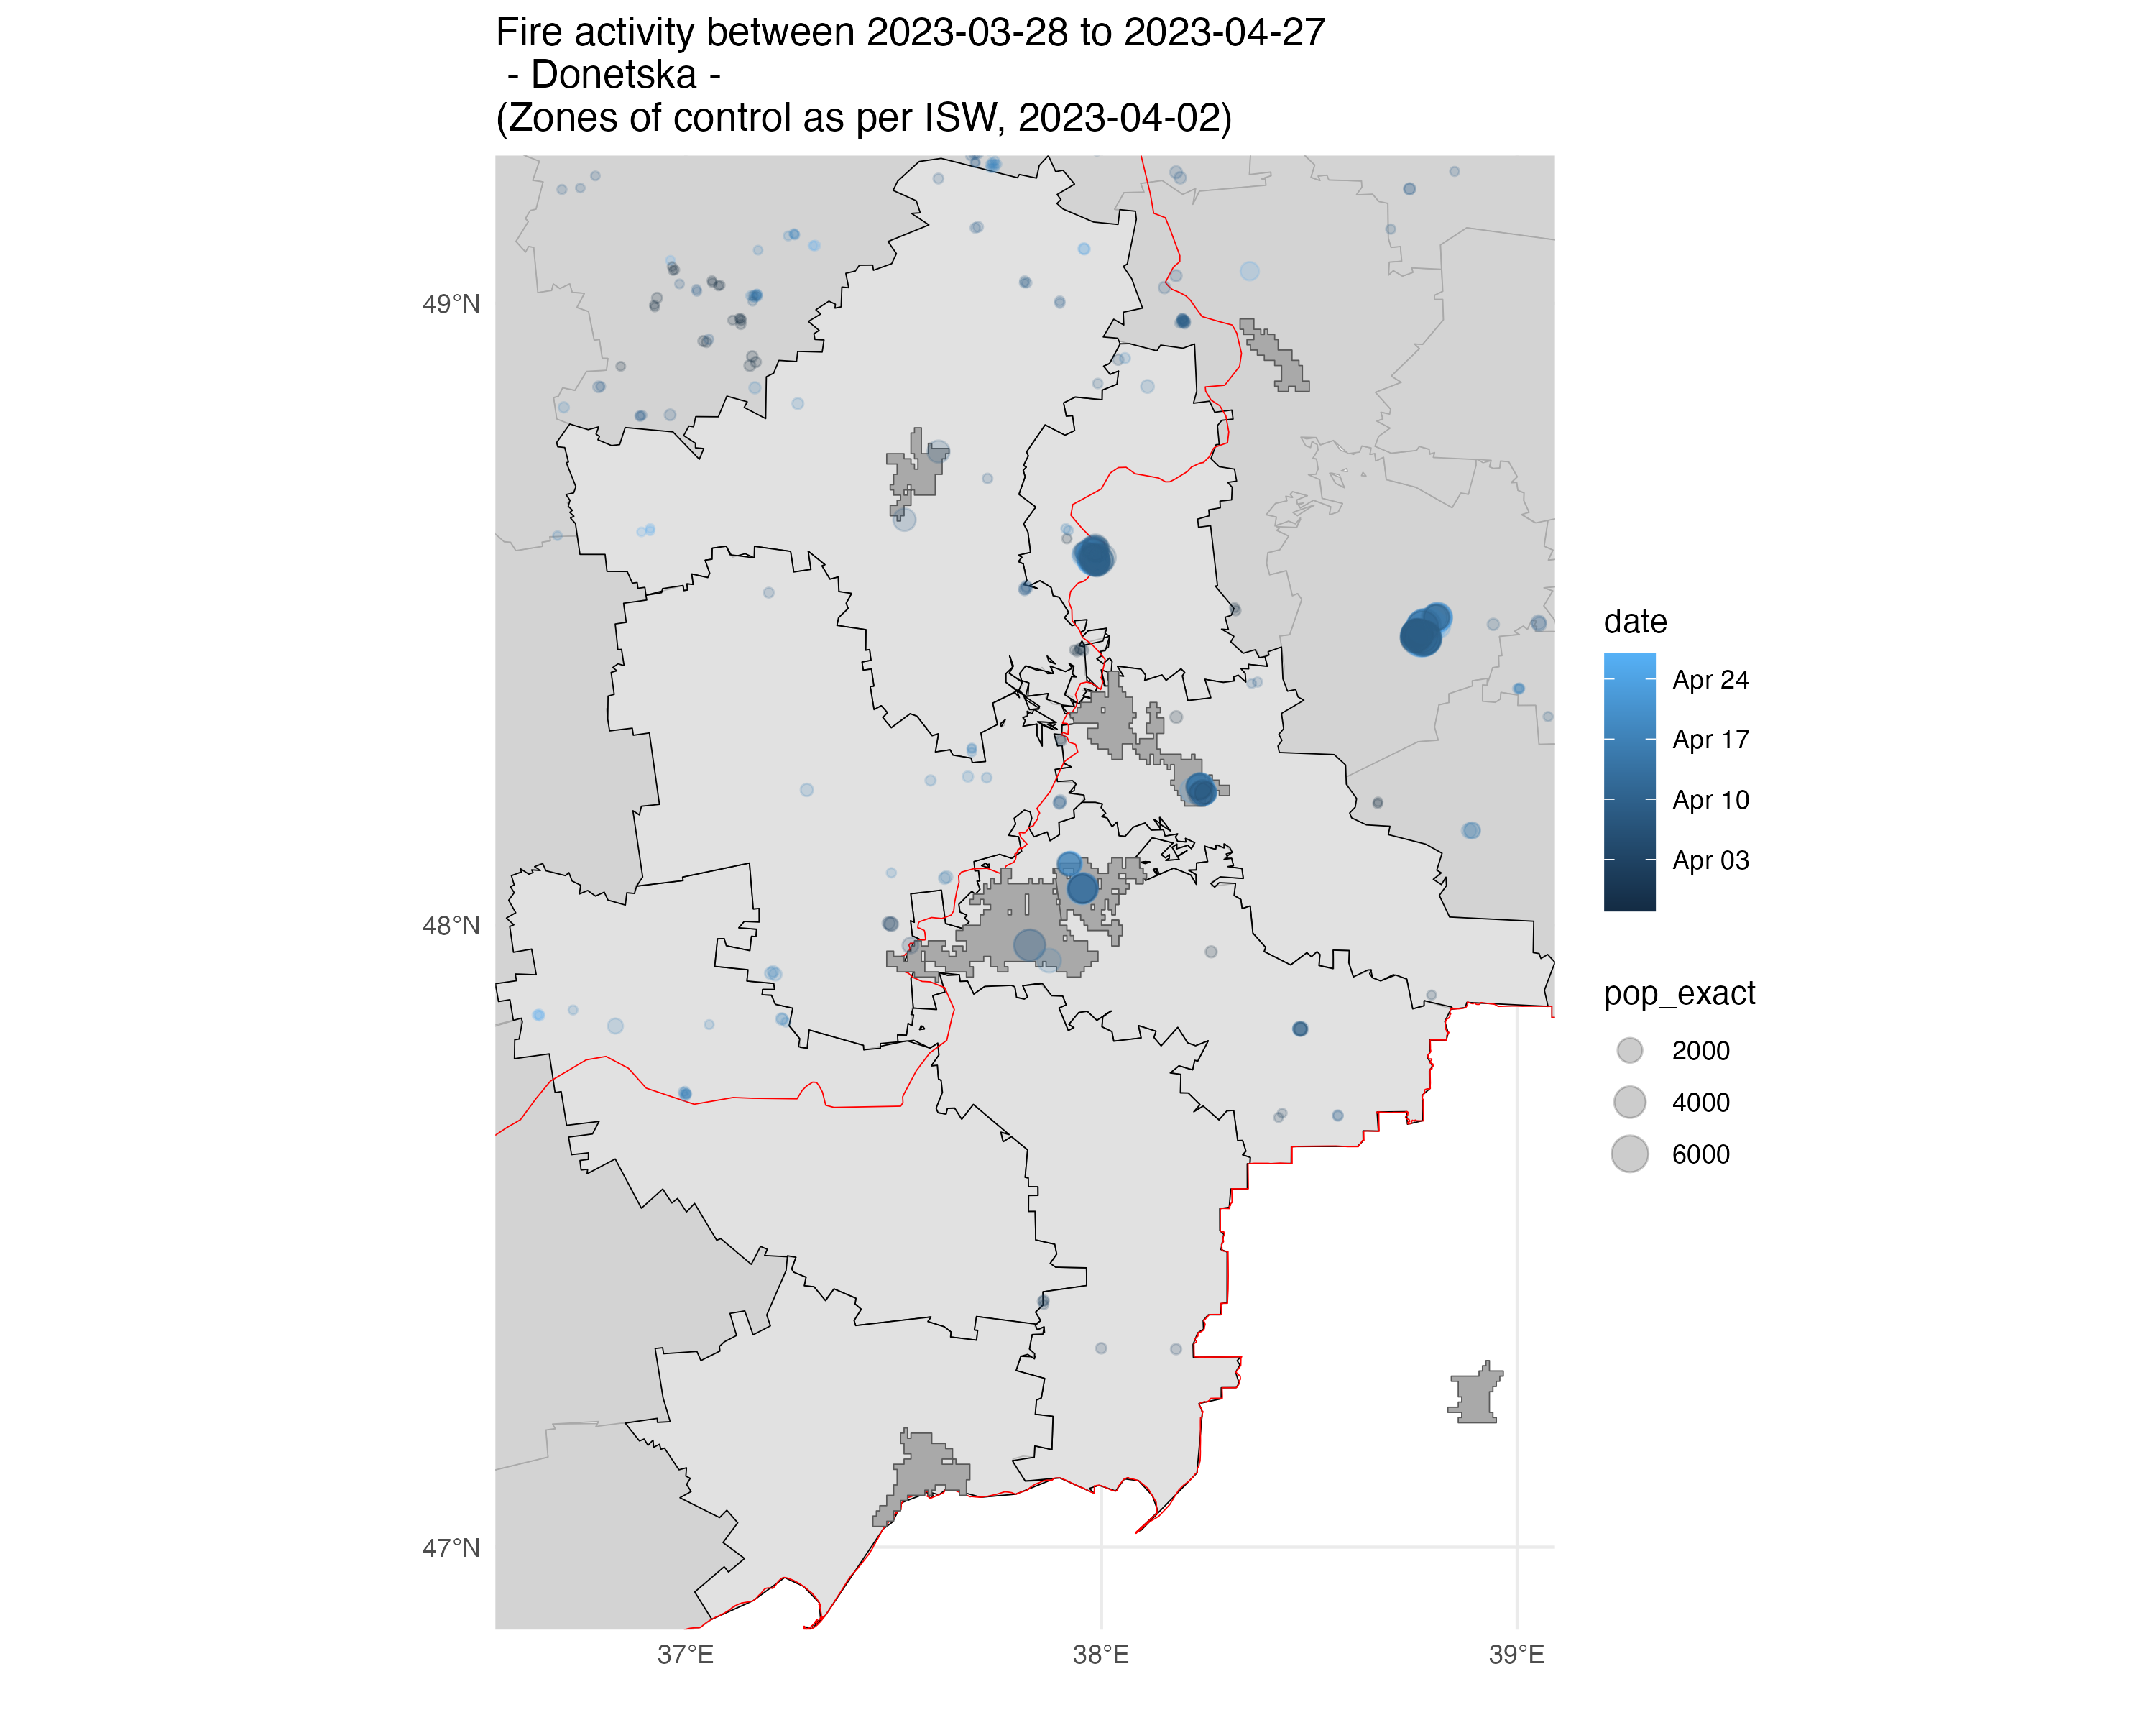 Fire activity between 2023-03-28 to 2023-04-27
- Donetska -
(Zones of control as per ISW, 2023-04-02)
49°N
48°N
47°N
37°E
38°E
39°E
date
Apr 24
Apr 17
Apr 10
Apr 03
pop_exact
2000
4000
6000